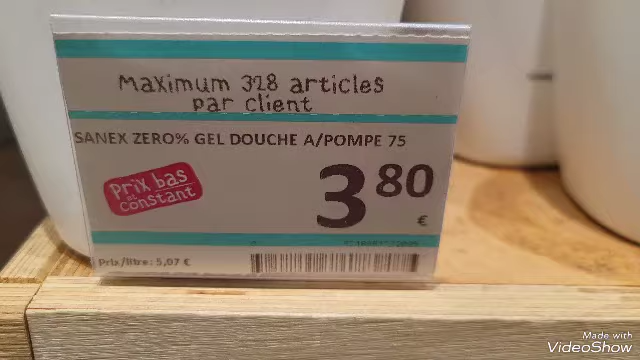 Maximum 328 articles
par client
SANEX ZERO% GEL DOUCHE A/POMPE 75
Prix bas
et constant
3 80 €
Prix/litre: 5,07 €
Made with
VideoShow